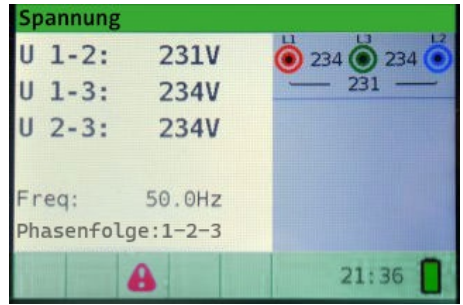 Spannung
U 1-2: 231V
U 1-3: 234V
U 2-3: 234V
Freq: 50.0Hz
Phasenfolge:1-2-3
L1 L3 L2
234 234
231
21:36